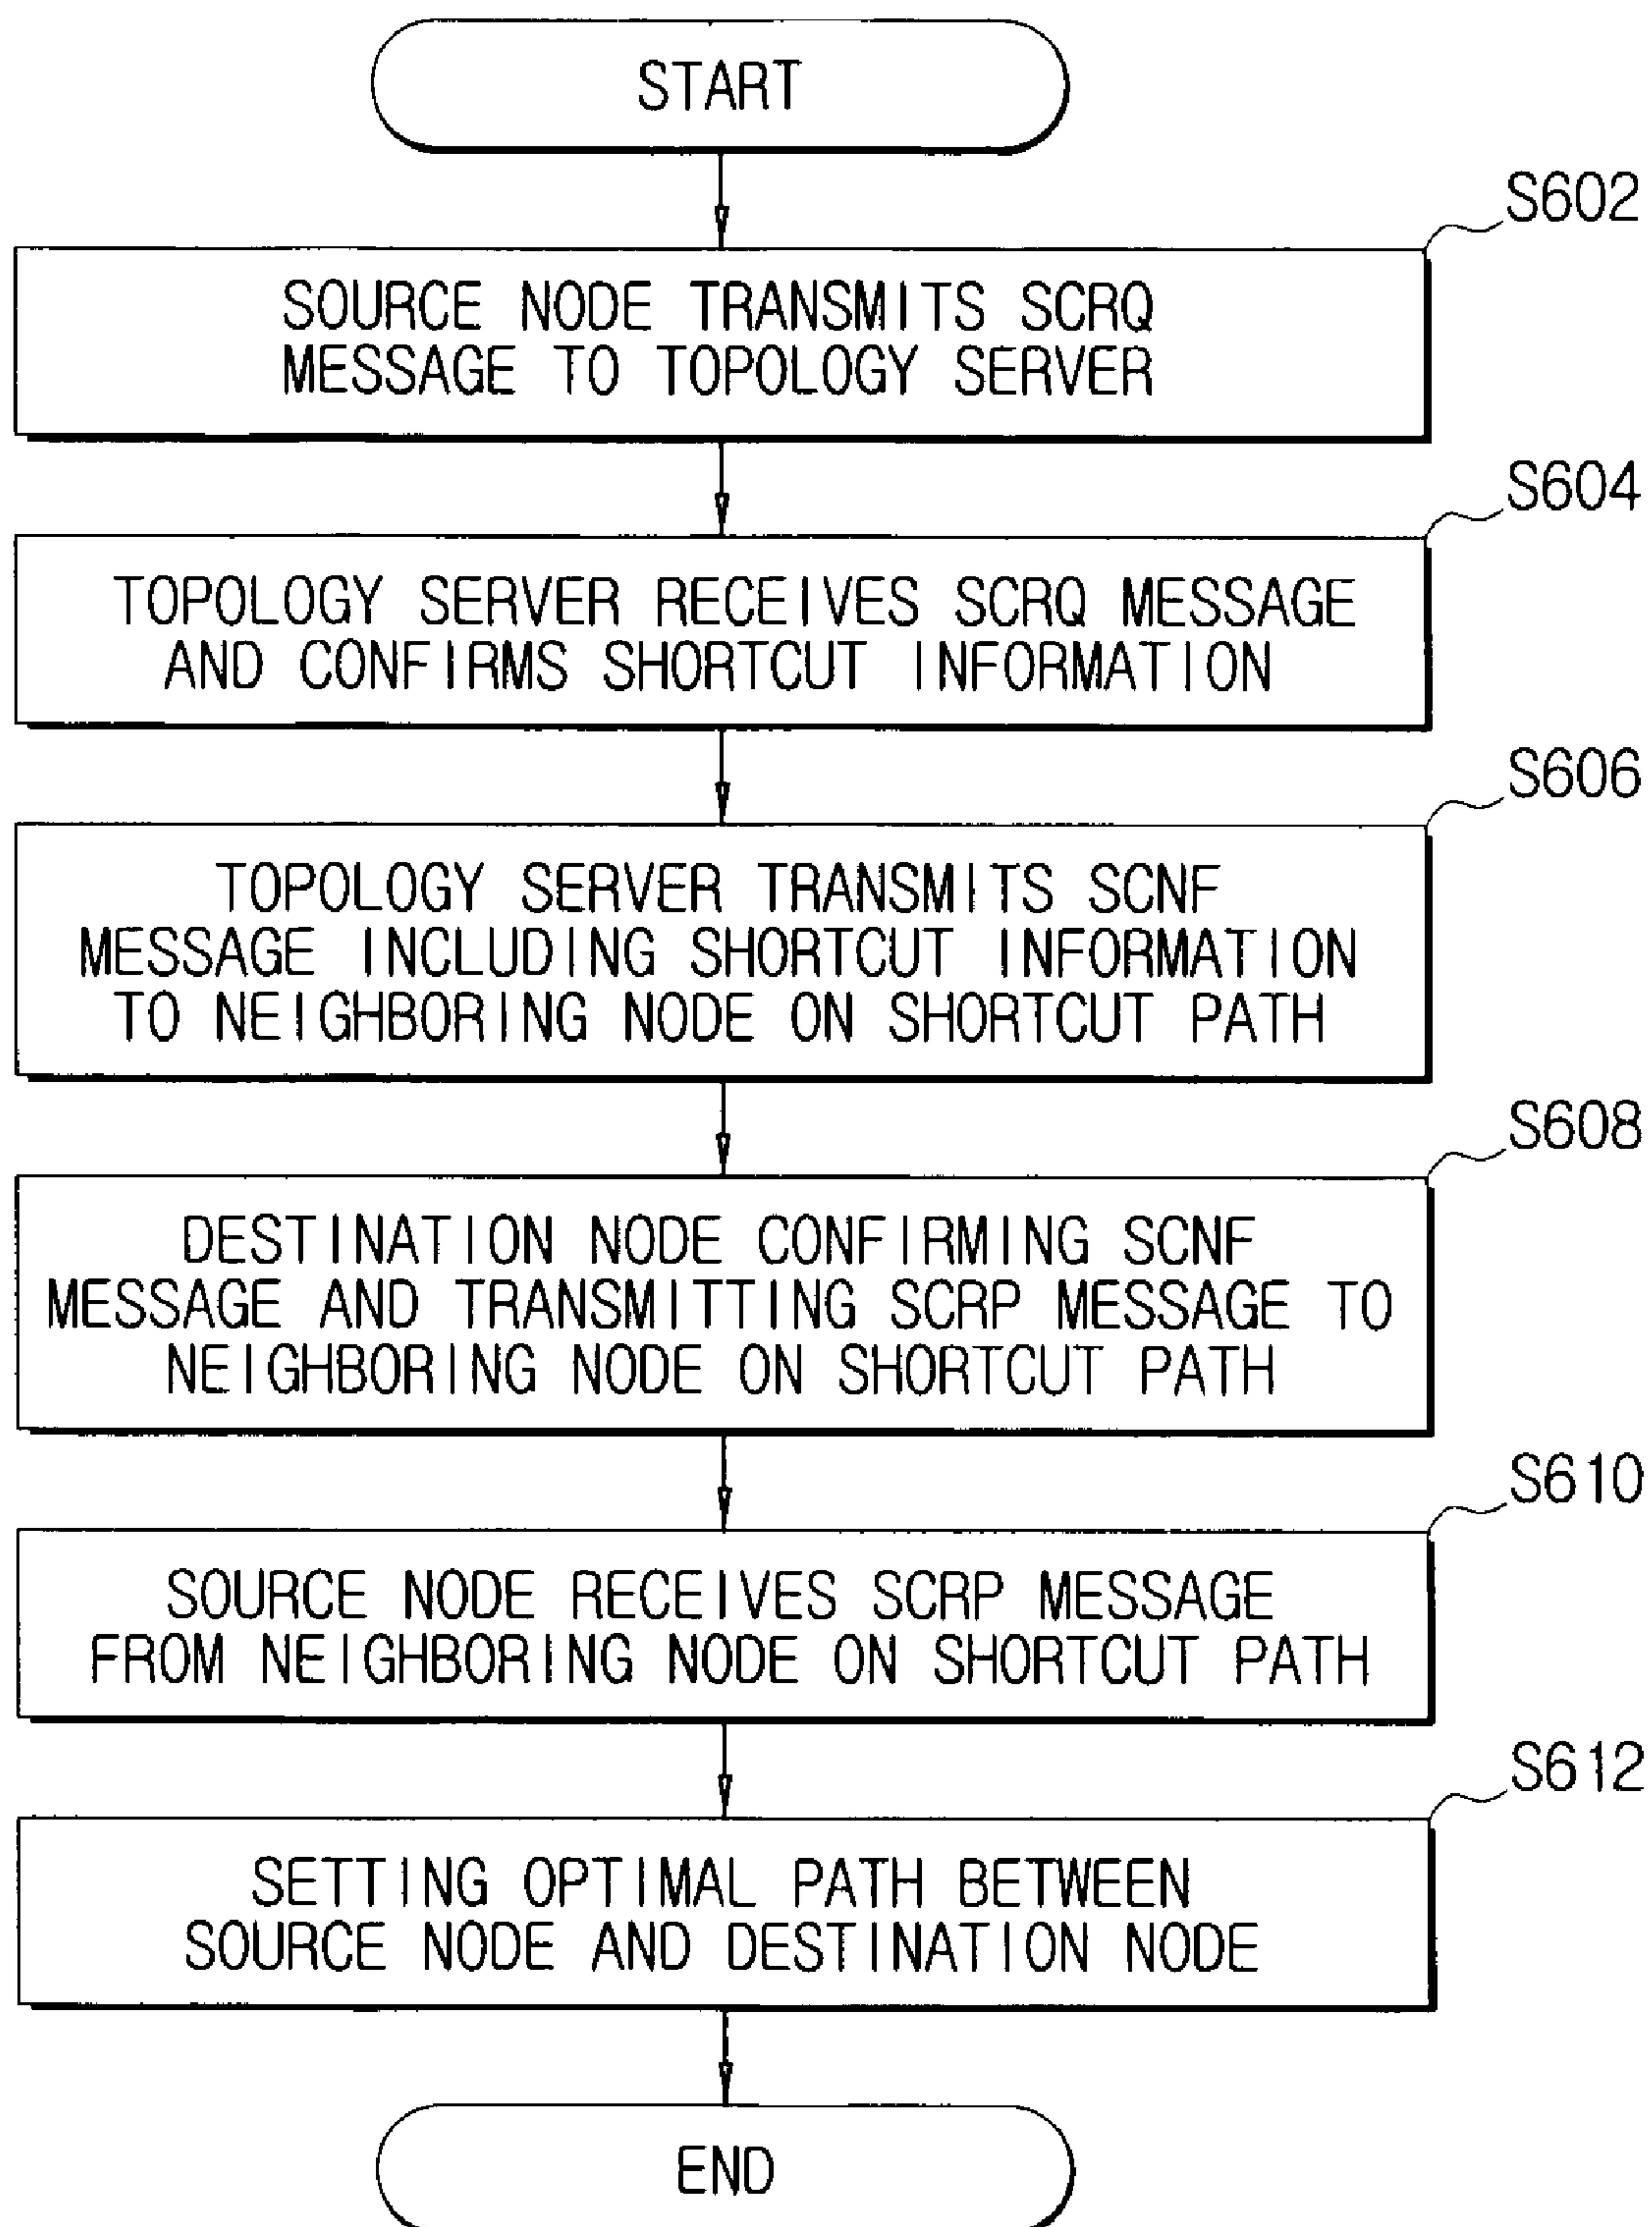 START
S602
SOURCE NODE TRANSMITS SCRQ
MESSAGE TO TOPOLOGY SERVER
S604
TOPOLOGY SERVER RECEIVES SCRQ MESSAGE
AND CONFIRMS SHORTCUT INFORMATION
S606
TOPOLOGY SERVER TRANSMITS SCNF
MESSAGE INCLUDING SHORTCUT INFORMATION
TO NEIGHBORING NODE ON SHORTCUT PATH
S608
DESTINATION NODE CONFIRMING SCNF
MESSAGE AND TRANSMITTING SCRP MESSAGE TO
NEIGHBORING NODE ON SHORTCUT PATH
S610
SOURCE NODE RECEIVES SCRP MESSAGE
FROM NEIGHBORING NODE ON SHORTCUT PATH
S612
SETTING OPTIMAL PATH BETWEEN
SOURCE NODE AND DESTINATION NODE
END